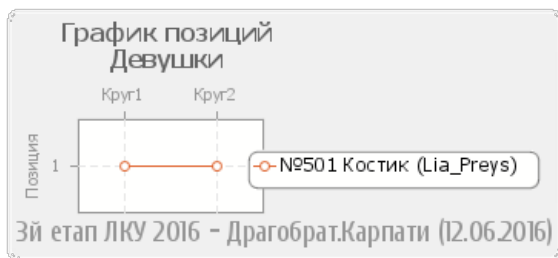 График позиций
Девушки
Круг1 Круг2
Позиция
1
№501 Костик (Lia_Preys)
3й етап ЛКУ 2016 - Драгобрат.Карпати (12.06.2016)